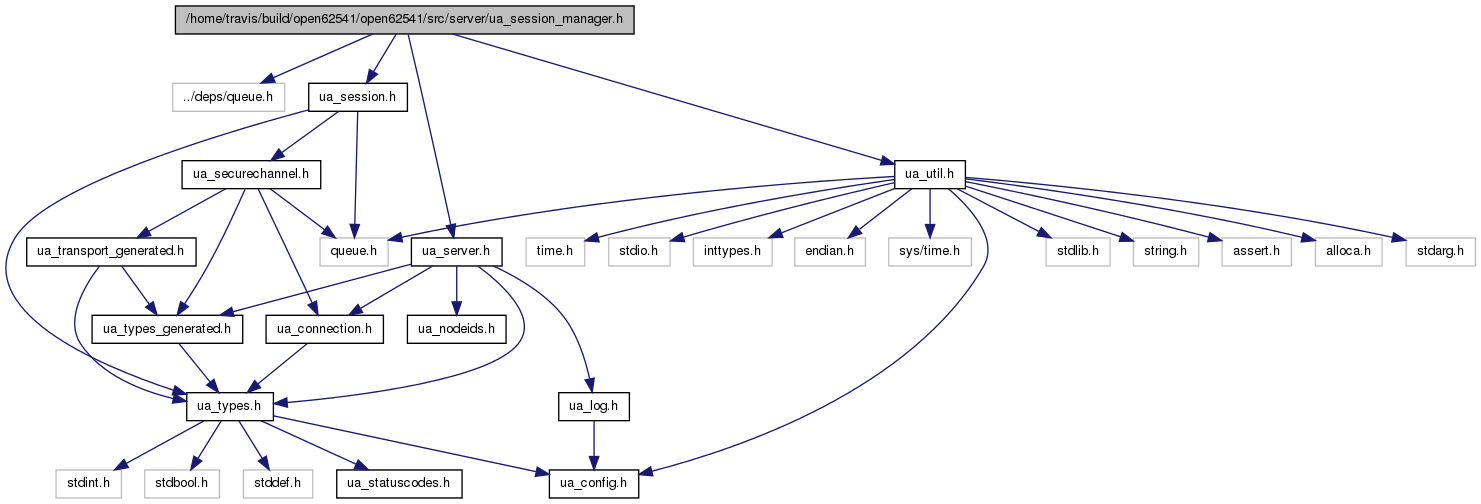 /home/travis/build/open62541/open62541/src/server/ua_session_manager.h
../deps/queue.h
ua_session.h
ua_securechannel.h
ua_util.h
ua_transport_generated.h
queue.h
ua_server.h
time.h
stdio.h
inttypes.h
endian.h
sys/time.h
stdlib.h
string.h
assert.h
alloca.h
stdarg.h
ua_types_generated.h
ua_connection.h
ua_nodeids.h
ua_types.h
ua_log.h
stdint.h
stdbool.h
stddef.h
ua_statuscodes.h
ua_config.h